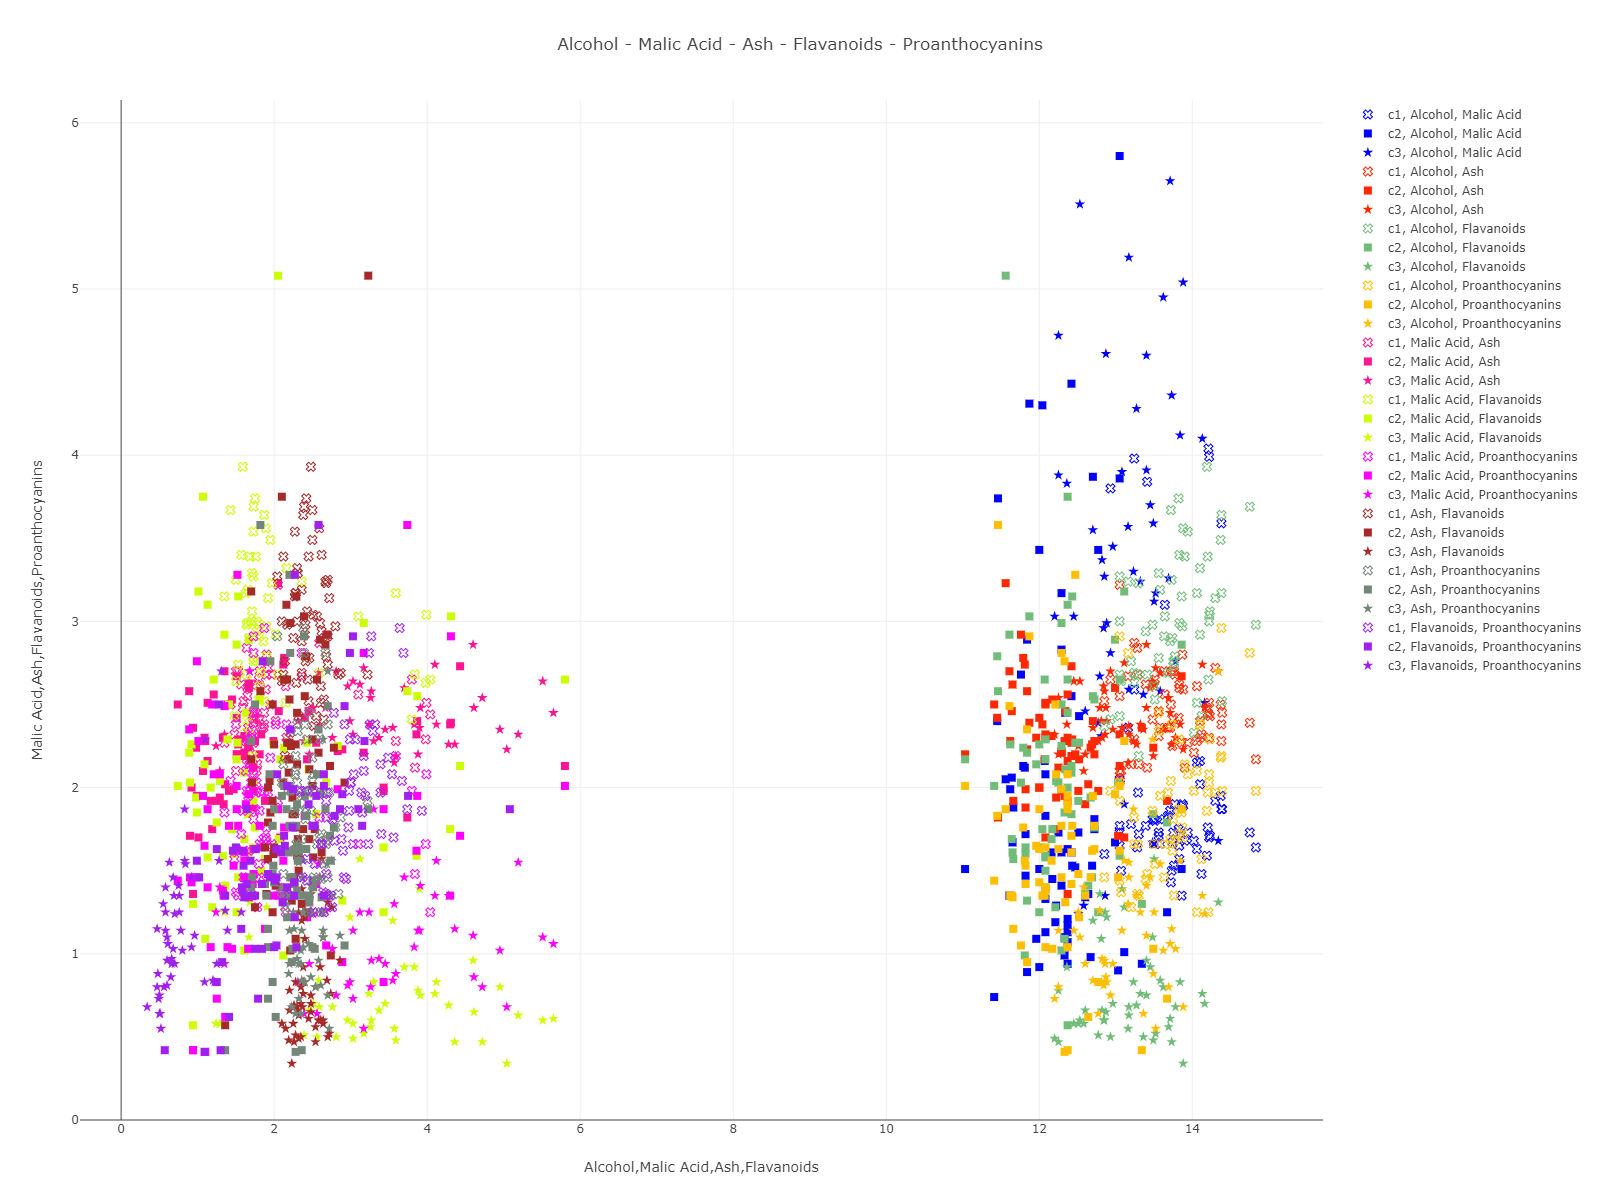 Alcohol - Malic Acid - Ash - Flavanoids - Proanthocyanins
Malic Acid,Ash,Flavanoids,Proanthocyanins
6
5
4
3
2
1
0
0
2
4
6
8
10
12
14
Alcohol,Malic Acid,Ash,Flavanoids
c1, Alcohol, Malic Acid
c2, Alcohol, Malic Acid
c3, Alcohol, Malic Acid
c1, Alcohol, Ash
c2, Alcohol, Ash
c3, Alcohol, Ash
c1, Alcohol, Flavanoids
c2, Alcohol, Flavanoids
c3, Alcohol, Flavanoids
c1, Alcohol, Proanthocyanins
c2, Alcohol, Proanthocyanins
c3, Alcohol, Proanthocyanins
c1, Malic Acid, Ash
c2, Malic Acid, Ash
c3, Malic Acid, Ash
c1, Malic Acid, Flavanoids
c2, Malic Acid, Flavanoids
c3, Malic Acid, Flavanoids
c1, Malic Acid, Proanthocyanins
c2, Malic Acid, Proanthocyanins
c3, Malic Acid, Proanthocyanins
c1, Ash, Flavanoids
c2, Ash, Flavanoids
c3, Ash, Flavanoids
c1, Ash, Proanthocyanins
c2, Ash, Proanthocyanins
c3, Ash, Proanthocyanins
c1, Flavanoids, Proanthocyanins
c2, Flavanoids, Proanthocyanins
c3, Flavanoids, Proanthocyanins